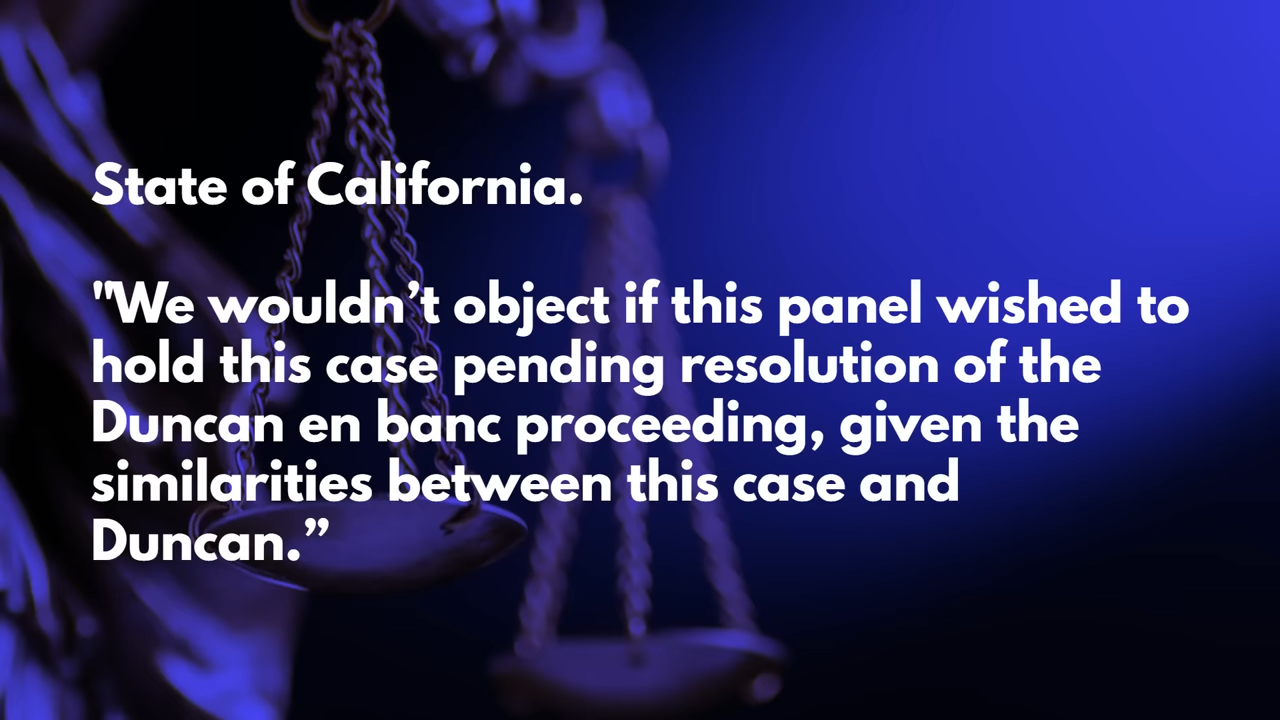 State of California.
"We wouldn’t object if this panel wished to
hold this case pending resolution of the
Duncan en banc proceeding, given the
similarities between this case and
Duncan.”